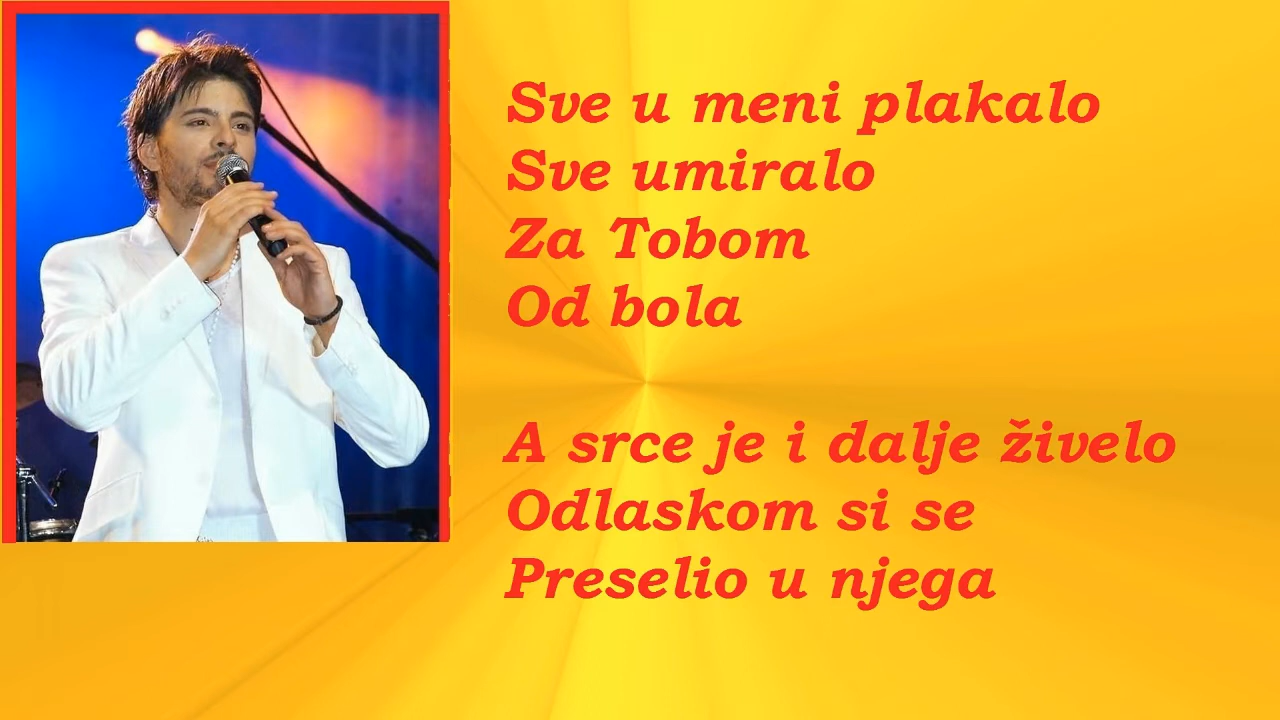 Sve u meni plakalo
Sve umiralo
Za Tobom
Od bola
A srce je i dalje živelo
Odlaskom si se
Preselio u njega